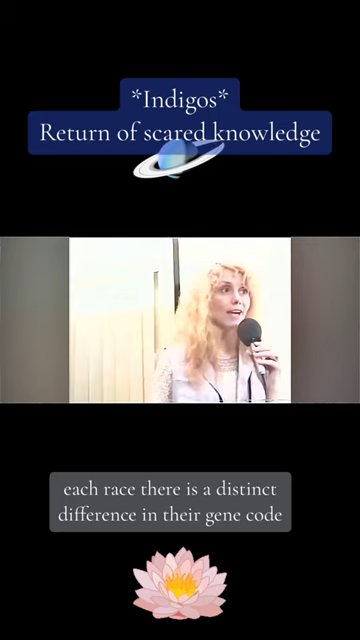 *Indigos*
Return of scared knowledge
each race there is a distinct
difference in their gene code